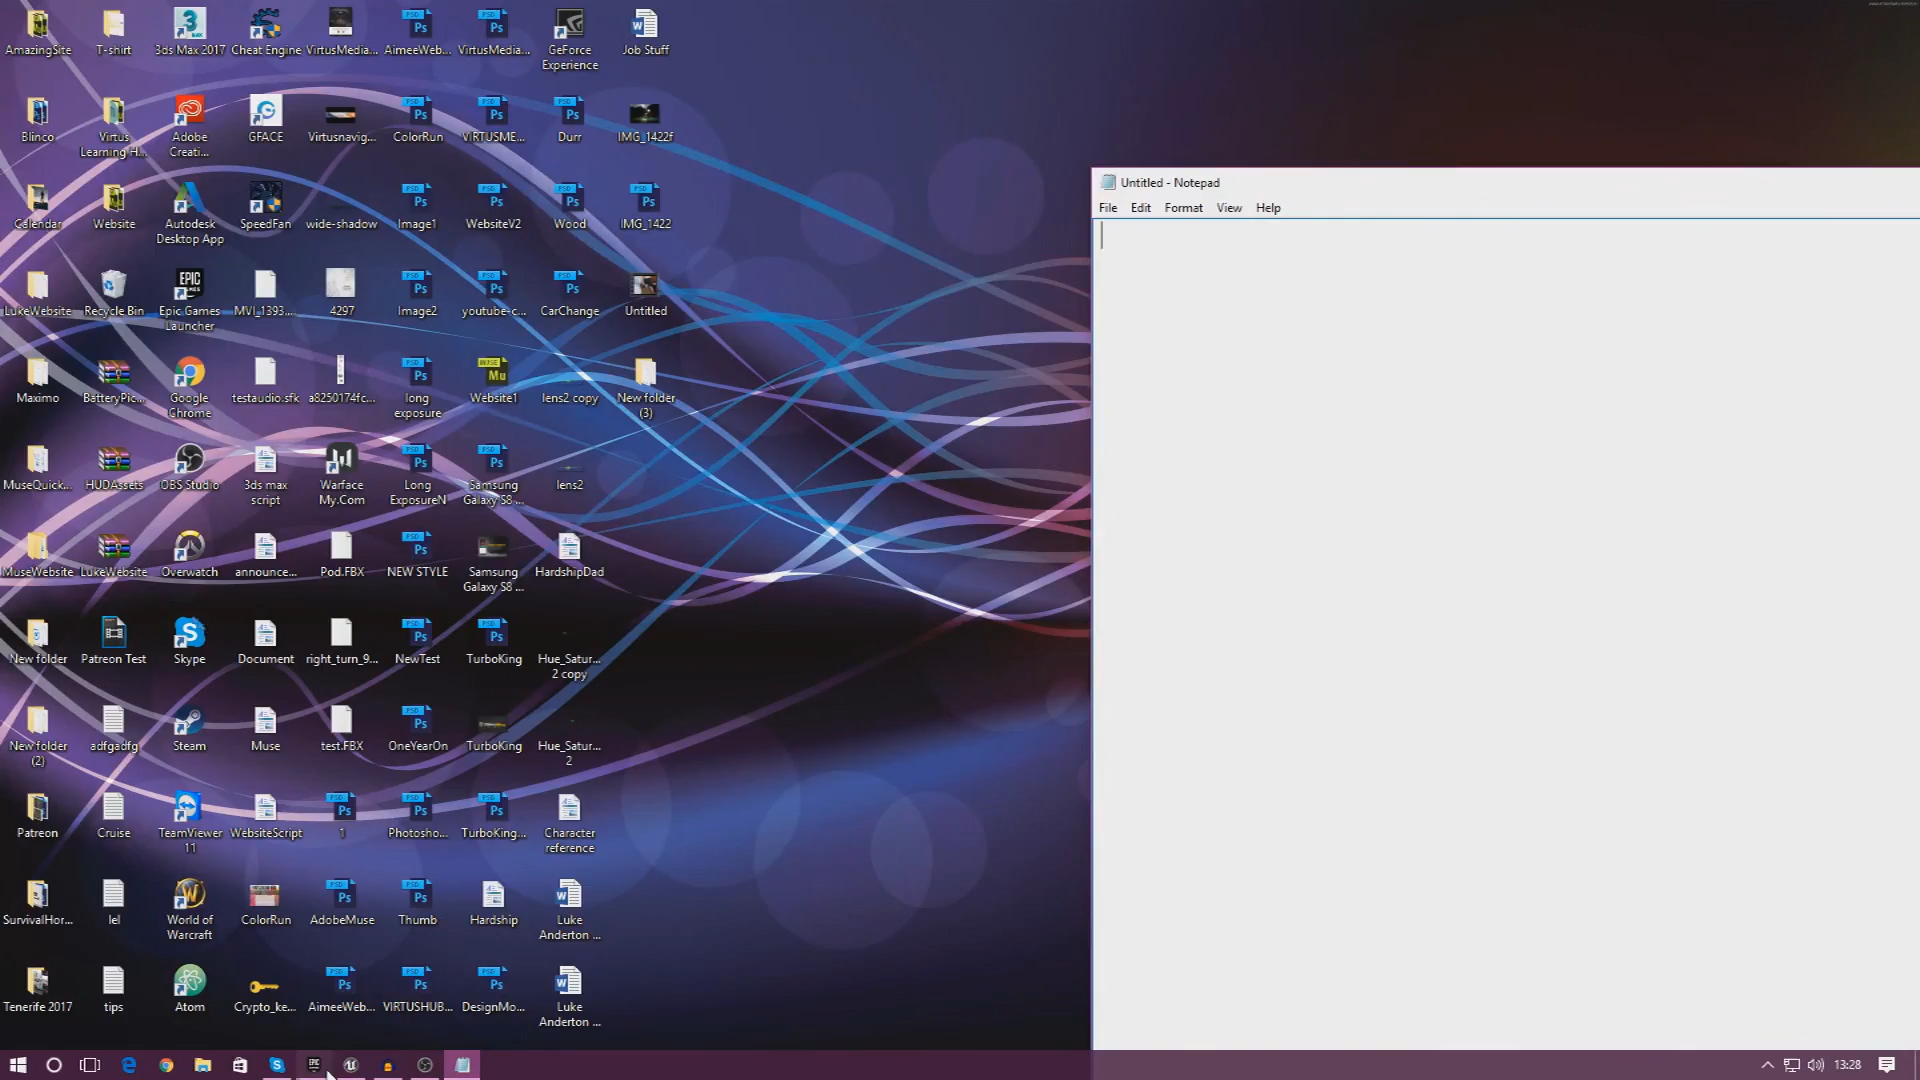 AmazingSite
T-shirt
3ds Max 2017
Cheat Engine
VirtusMedia...
AimeeWeb...
VirtusMedia...
GeForce
Experience
Job Stuff
Blinco
Virtus
Learning H...
Adobe
Creati...
GFACE
Virtusnavig...
ColorRun
VIRTUSME...
Durr
IMG_1422f
Calendar
Website
Autodesk
Desktop App
SpeedFan
wide-shadow
Image1
WebsiteV2
Wood
IMG_1422
LukeWebsite
Recycle Bin
Epic Games
Launcher
MVI_1393....
4297
Image2
youtube-c...
CarChange
Untitled
Maximo
BatteryPic...
Google
Chrome
testaudio.sfk
a8250174fc...
long
exposure
Website1
lens2 copy
New folder
(3)
MuseQuick...
HUDAssets
OBS Studio
3ds max
script
Warface
My.Com
Long
ExposureN
Samsung
Galaxy S8 ...
lens2
MuseWebsite
LukeWebsite
Overwatch
announce...
Pod.FBX
NEW STYLE
Samsung
Galaxy S8 ...
HardshipDad
New folder
Patreon Test
Skype
Document
right_turn_9...
NewTest
TurboKing
Hue_Satur...
2 copy
New folder
(2)
adfgadfg
Steam
Muse
test.FBX
OneYearOn
TurboKing
Hue_Satur...
2
Patreon
Cruise
TeamViewer
11
WebsiteScript
1
Photosho...
TurboKing...
Character
reference
SurvivalHor...
lel
World of
Warcraft
ColorRun
AdobeMuse
Thumb
Hardship
Luke
Anderton ...
Tenerife 2017
tips
Atom
Crypto_ke...
AimeeWeb...
VIRTUSHUB...
DesignMo...
Luke
Anderton ...
Untitled - Notepad
File Edit Format View Help
13:28